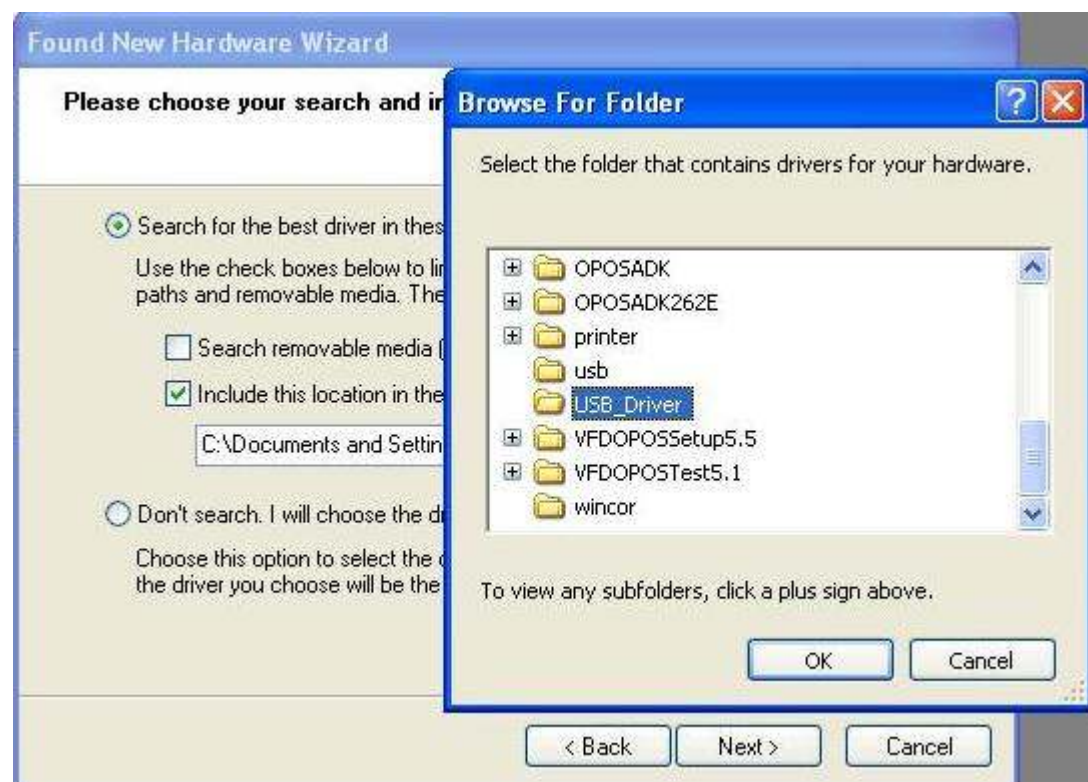 Found New Hardware Wizard
Please choose your search and in
Search for the best driver in thes
Use the check boxes below to lin
paths and removable media. The
Search removable media (
Include this location in the
C:\Documents and Settin
Don't search. I will choose the dr
Choose this option to select the d
the driver you choose will be the
< Back
Next >
Cancel
Browse For Folder
Select the folder that contains drivers for your hardware.
OPOSADK
OPOSADK262E
printer
usb
USB_Driver
VFDOPOSSetup5.5
VFDOPOSTest5.1
wincor
To view any subfolders, click a plus sign above.
OK
Cancel